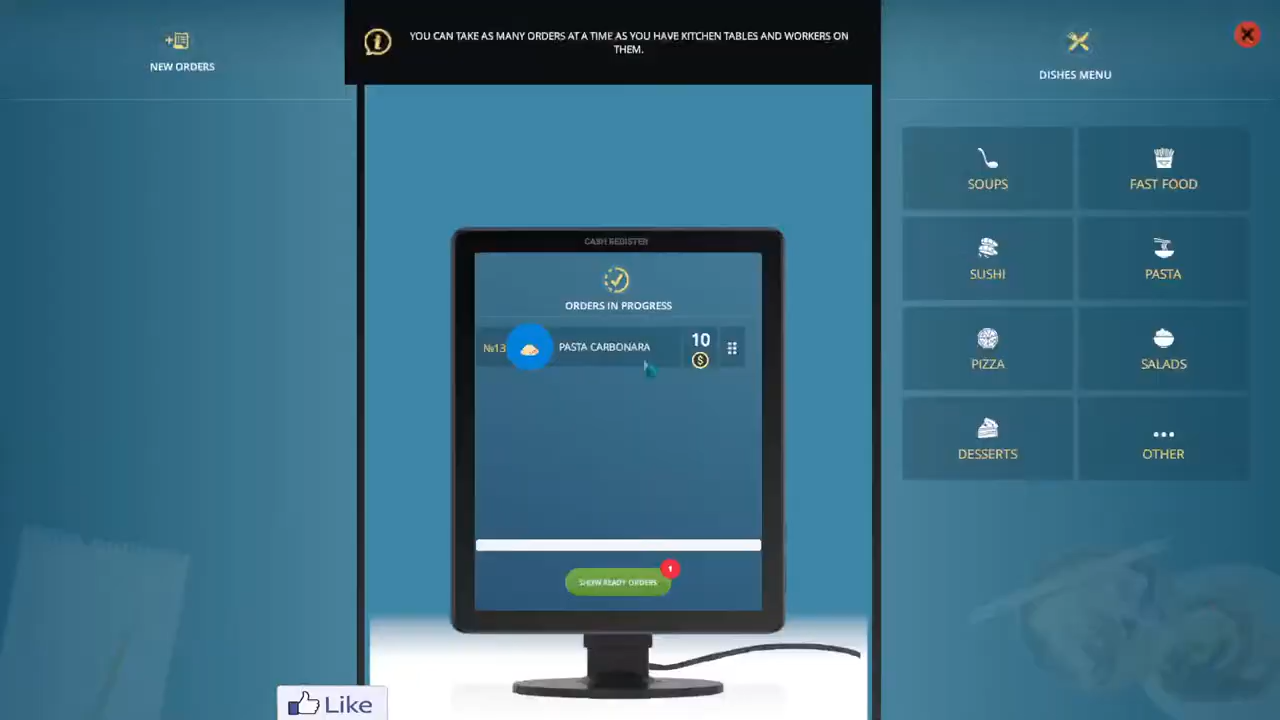 NEW ORDERS
YOU CAN TAKE AS MANY ORDERS AT A TIME AS YOU HAVE KITCHEN TABLES AND WORKERS ON
THEM.
DISHES MENU
SOUPS
FAST FOOD
SUSHI
PASTA
PIZZA
SALADS
DESSERTS
OTHER
CASH REGISTER
ORDERS IN PROGRESS
№13
PASTA CARBONARA
10
$
SHOW READY ORDERS
1
Like